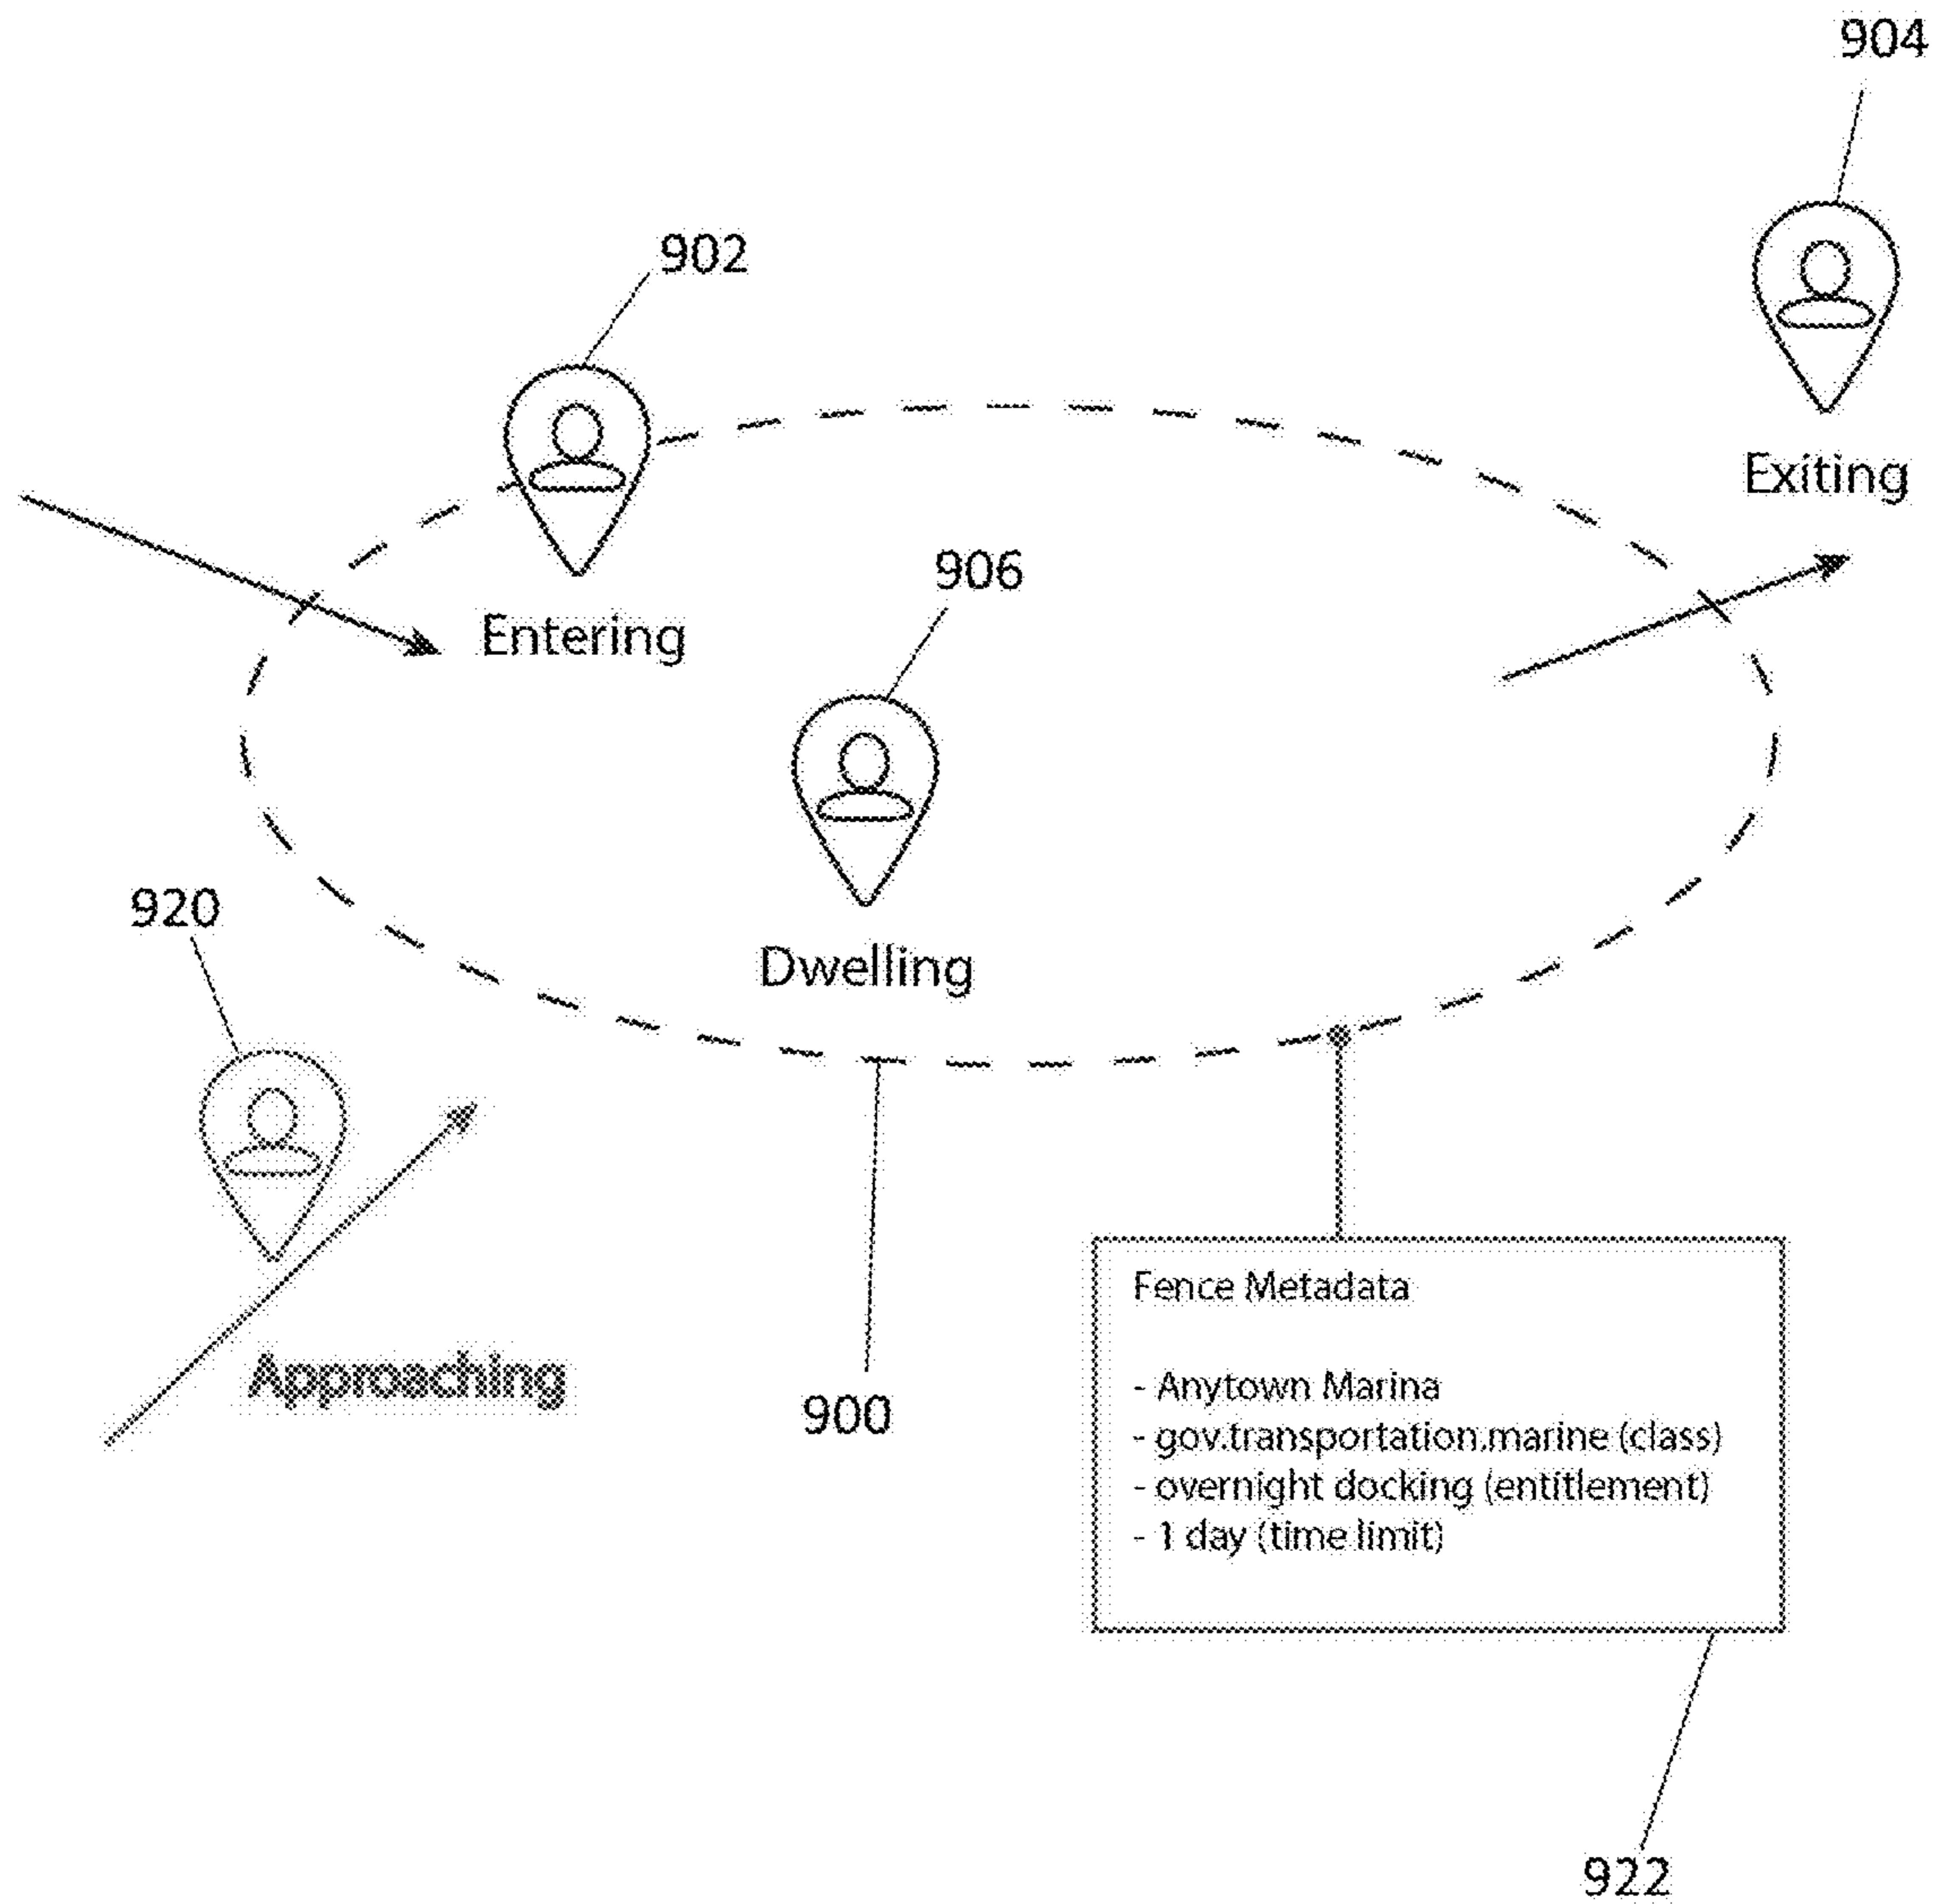 904
902
Exiting
906
Entering
920
Dwelling
Approaching
900
Fence Metadata
- Anytown Marina
- gov.transportation.marine (class)
- overnight docking (entitlement)
- 1 day (time limit)
922